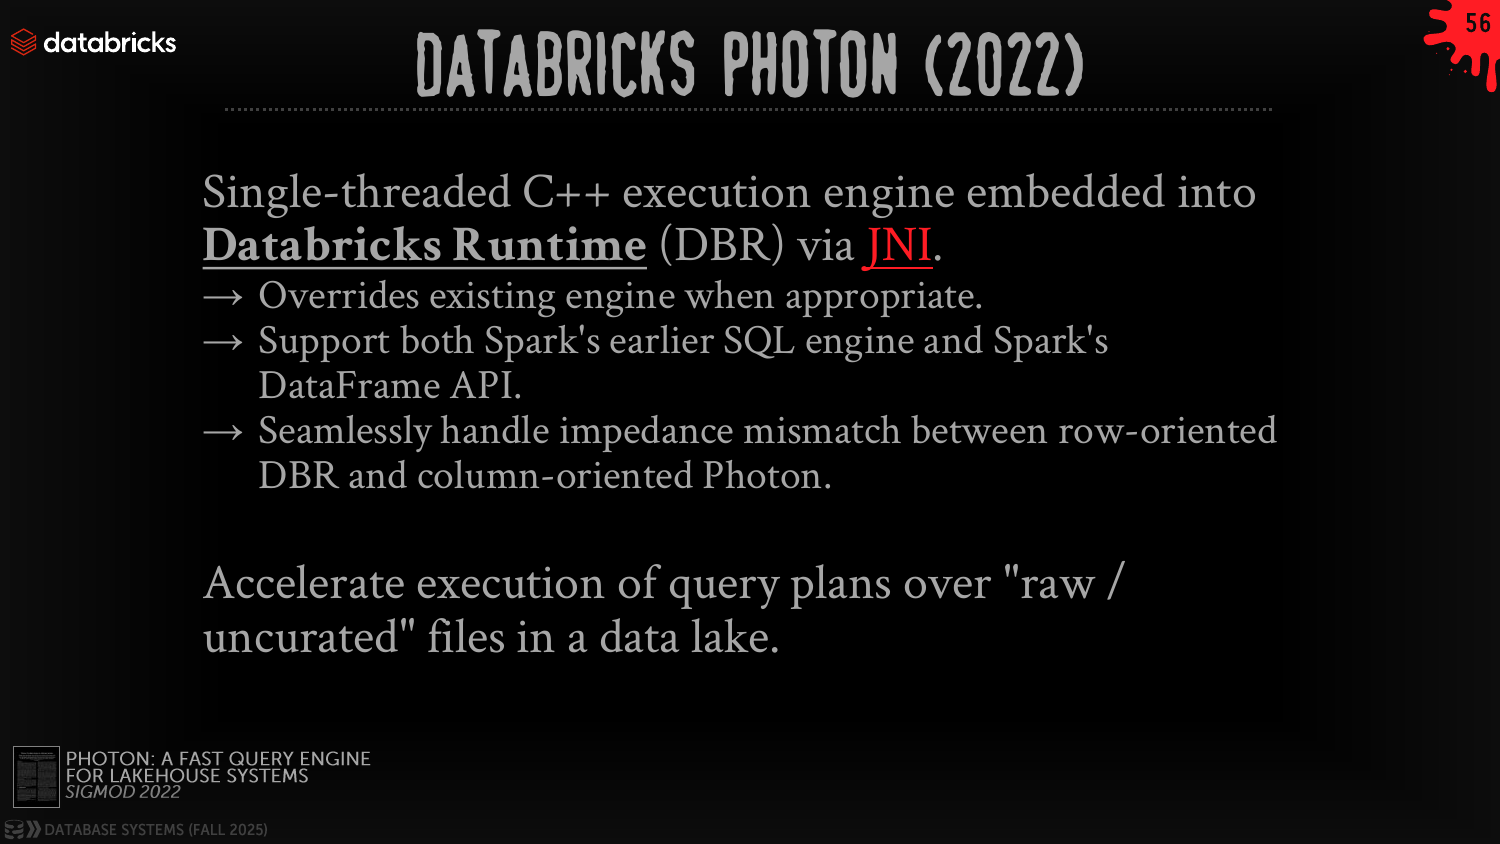 databricks
DATABRICKS PHOTON (2022)
56
Single-threaded C++ execution engine embedded into
Databricks Runtime (DBR) via JNI.
→ Overrides existing engine when appropriate.
→ Support both Spark's earlier SQL engine and Spark's
DataFrame API.
→ Seamlessly handle impedance mismatch between row-oriented
DBR and column-oriented Photon.
Accelerate execution of query plans over "raw /
uncurated" files in a data lake.
PHOTON: A FAST QUERY ENGINE
FOR LAKEHOUSE SYSTEMS
SIGMOD 2022
DATABASE SYSTEMS (FALL 2025)